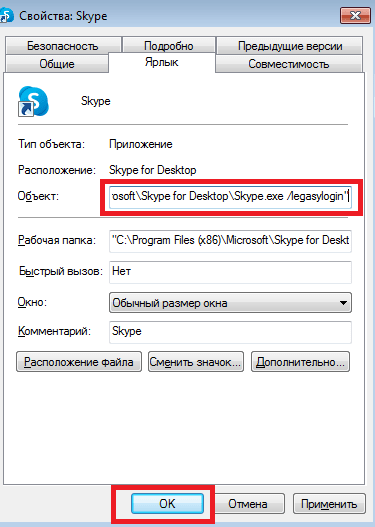 Свойства: Skype
Безопасность Подробно Предыдущие версии
Общие Ярлык Совместимость
Skype
Тип объекта: Приложение
Расположение: Skype for Desktop
Объект: osoft\Skype for Desktop\Skype.exe /legasylogin"
Рабочая папка: "C:\Program Files (x86)\Microsoft\Skype for Deskt
Быстрый вызов: Нет
Окно: Обычный размер окна
Комментарий: Skype
Расположение файла Сменить значок... Дополнительно...
OK Отмена Применить